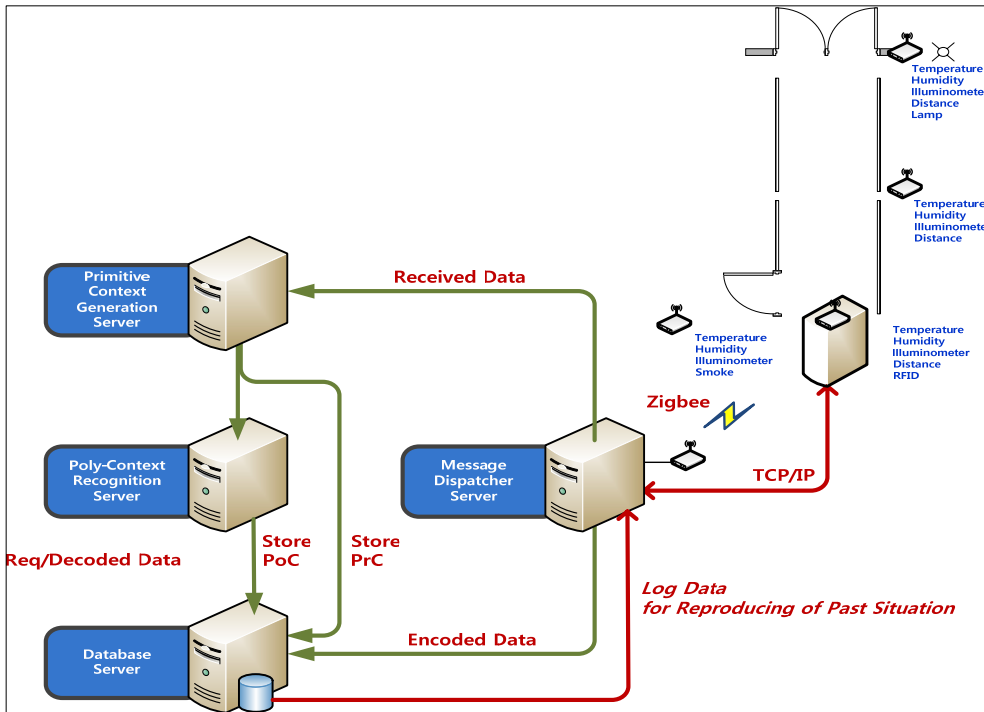 Temperature
Humidity
Illuminometer
Distance
Lamp
Temperature
Humidity
Illuminometer
Distance
Primitive
Context
Generation
Server
Received Data
Temperature
Humidity
Illuminometer
Smoke
Temperature
Humidity
Illuminometer
Distance
RFID
Zigbee
Poly-Context
Recognition
Server
Message
Dispatcher
Server
TCP/IP
Req/Decoded Data
Store
PoC
Store
PrC
Log Data
for Reproducing of Past Situation
Encoded Data
Database
Server